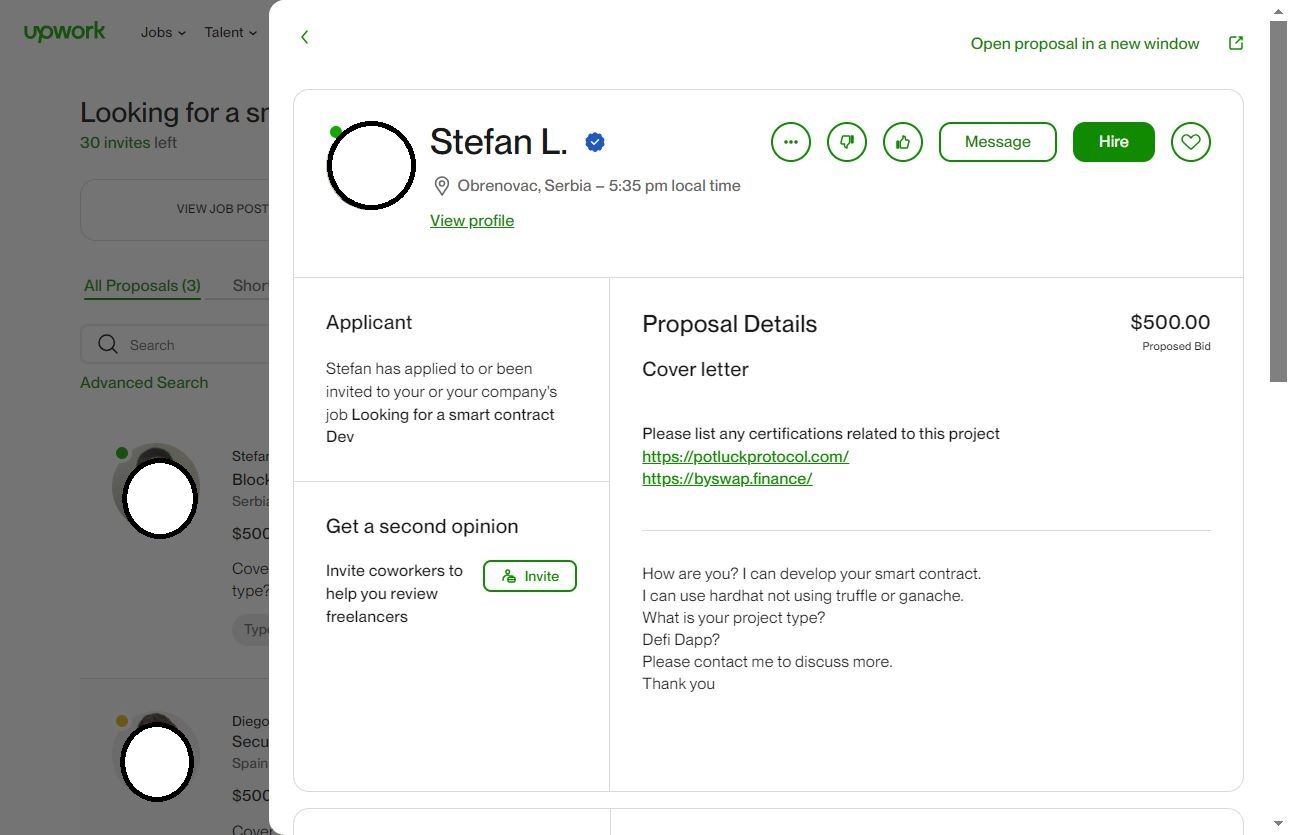 upwork
Jobs
Talent
Open proposal in a new window
Looking for a sr
30 invites left
VIEW JOB POST
All Proposals (3)
Shor
Search
Advanced Search
Stefan
Block
Serbia
$500
Cove
type?
Type
Diego
Secu
Spain
$500
Cover
Stefan L.
Obrenovac, Serbia – 5:35 pm local time
View profile
Message
Hire
Applicant
Stefan has applied to or been
invited to your or your company's
job Looking for a smart contract
Dev
Get a second opinion
Invite coworkers to
help you review
freelancers
Invite
Proposal Details
$500.00
Proposed Bid
Cover letter
Please list any certifications related to this project
https://potluckprotocol.com/
https://byswap.finance/
How are you? I can develop your smart contract.
I can use hardhat not using truffle or ganache.
What is your project type?
Defi Dapp?
Please contact me to discuss more.
Thank you